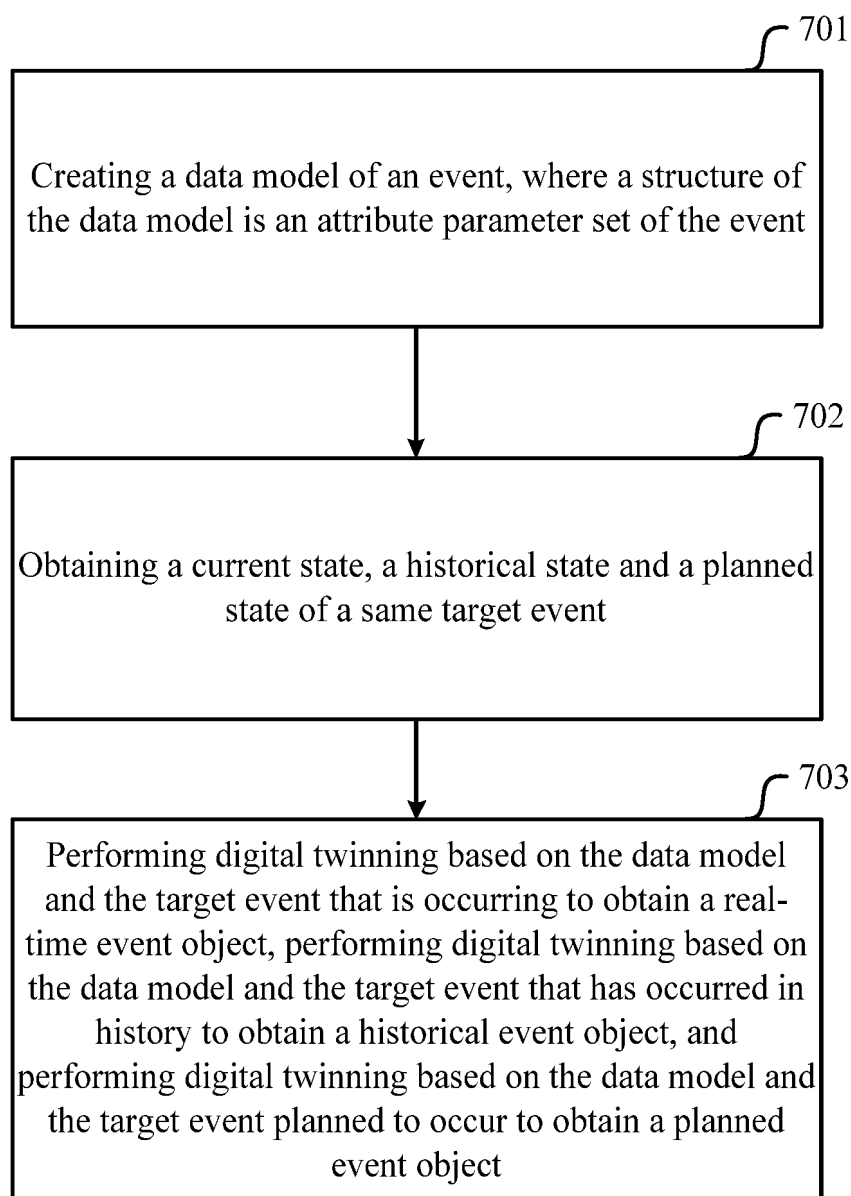 701
Creating a data model of an event, where a structure of
the data model is an attribute parameter set of the event
702
Obtaining a current state, a historical state and a planned
state of a same target event
703
Performing digital twinning based on the data model
and the target event that is occurring to obtain a real-
time event object, performing digital twinning based on
the data model and the target event that has occurred in
history to obtain a historical event object, and
performing digital twinning based on the data model and
the target event planned to occur to obtain a planned
event object